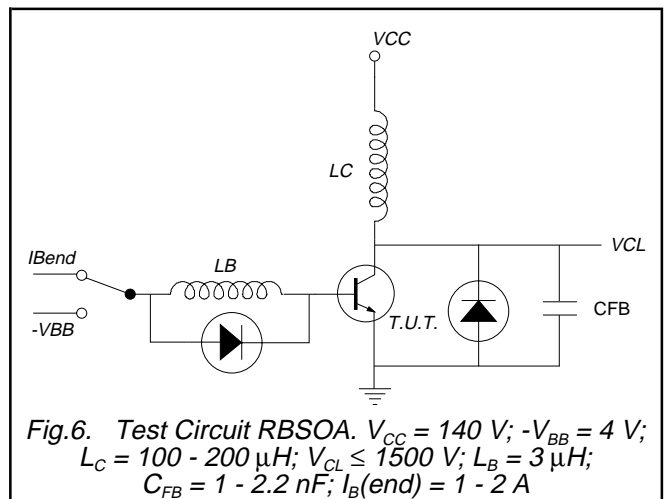 VCC
LC
IBend
LB
VCL
-VBB
T.U.T.
CFB
Fig.6. Test Circuit RBSOA. VCC = 140 V; -VBB = 4 V;
LC = 100 - 200 μH; VCL ≤ 1500 V; LB = 3 μH;
CFB = 1 - 2.2 nF; IB(end) = 1 - 2 A